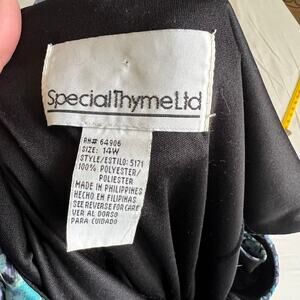 SpecialThymeLtd
RN# 64906
SIZE: 14W
STYLE/ESTILO: 5171
100% POLYESTER/
POLIESTER
MADE IN PHILIPPINES
HECHO EN FILIPINAS
SEE REVERSE FOR CARE
VER AL DORSO
PARA CUIDADO